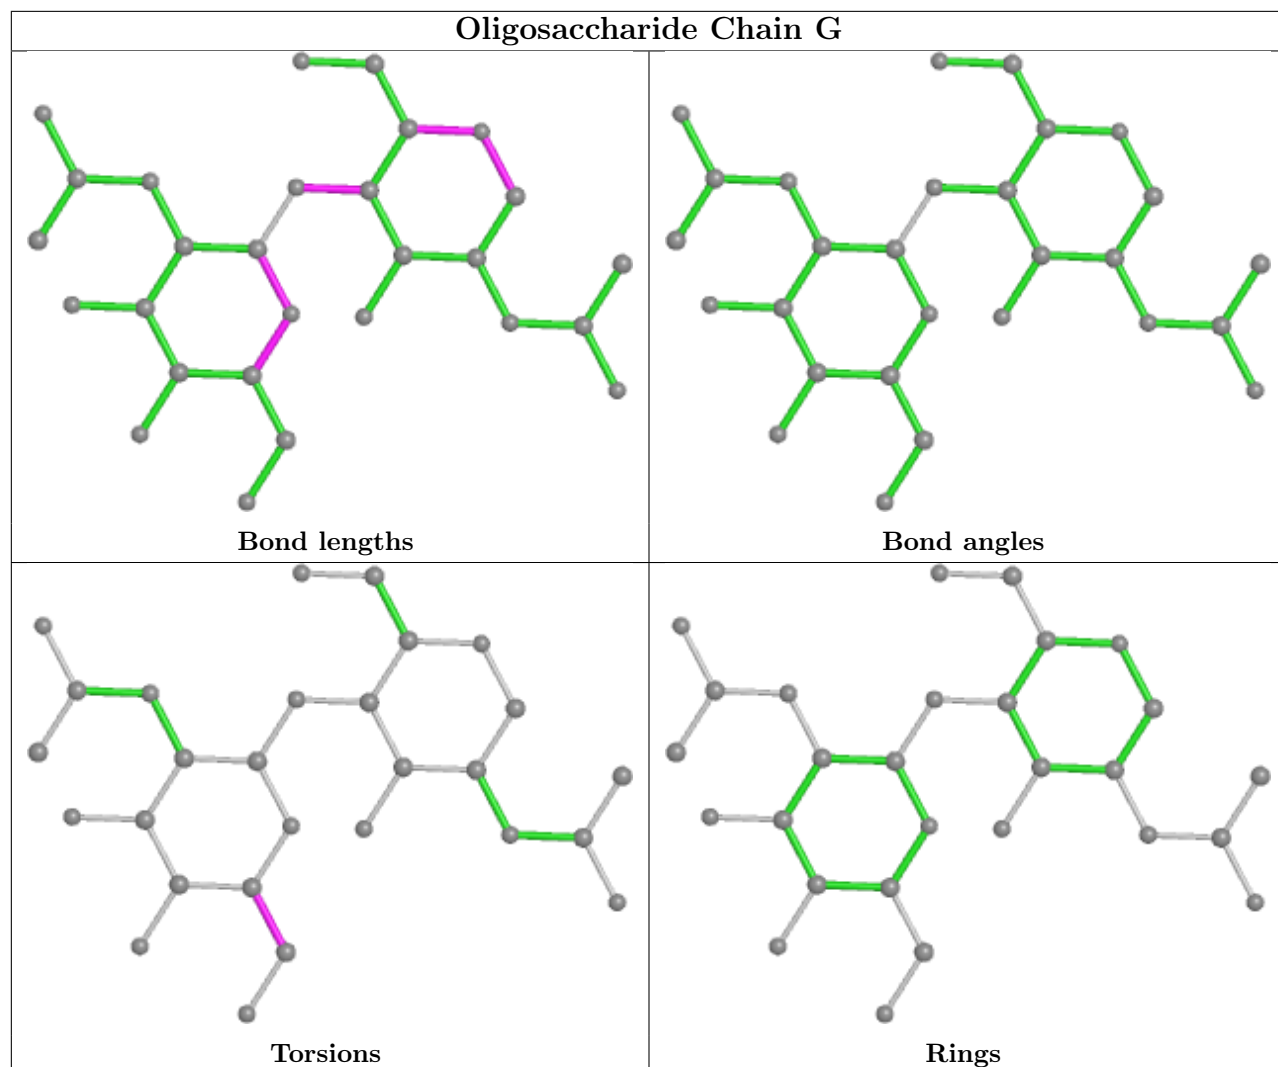 Oligosaccharide Chain G
Bond lengths
Bond angles
Torsions
Rings